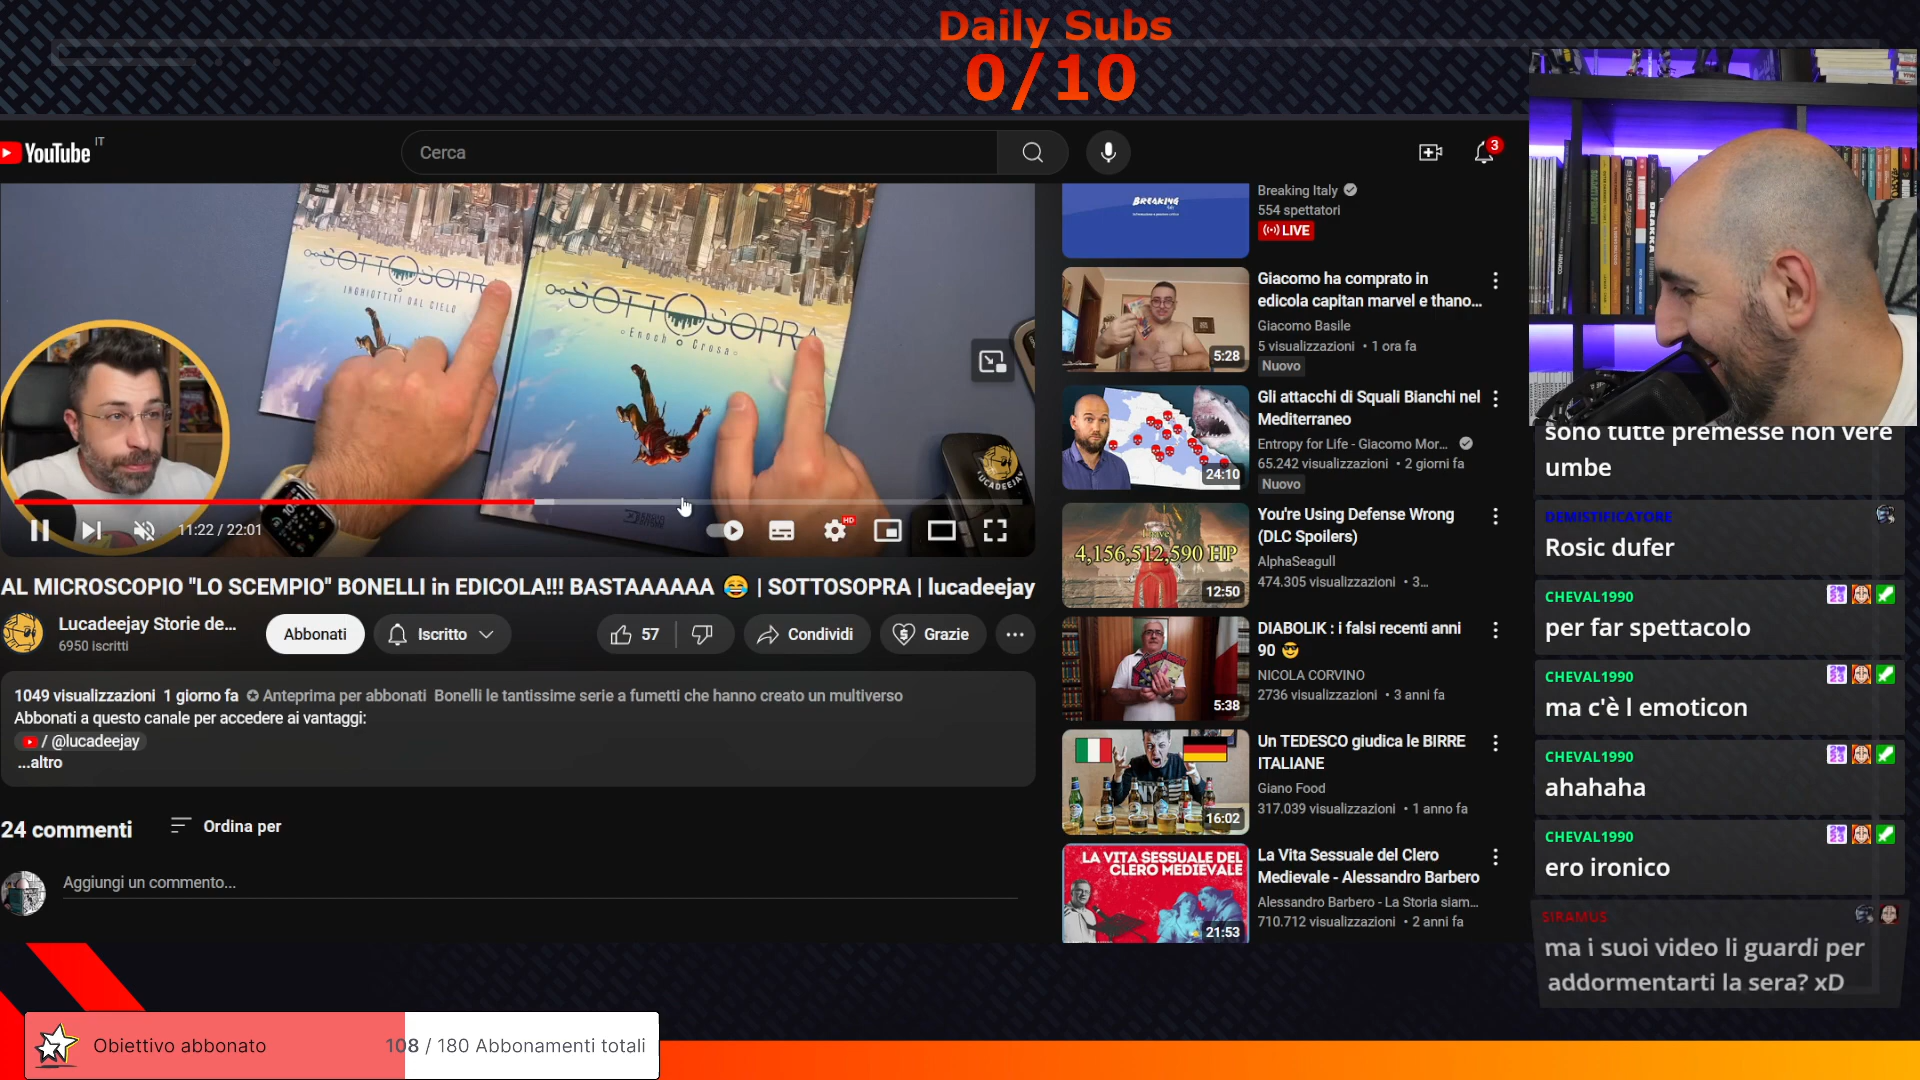 Daily Subs
0/10
YouTube IT
Cerca
3
SOTTOSOPRA
INGHIOTTITI DAL CIELO
SOTTOSOPRA
Enoch Crosa
LUCADEEJAY
11:22 / 22:01
HD
AL MICROSCOPIO "LO SCEMPIO" BONELLI in EDICOLA!!! BASTAAAAAA 😂 | SOTTOSOPRA | lucadeejay
Lucadeejay Storie de...
6950 iscritti
Abbonati
Iscritto
57
Condividi
Grazie
1049 visualizzazioni 1 giorno fa ✪ Anteprima per abbonati Bonelli le tantissime serie a fumetti che hanno creato un multiverso
Abbonati a questo canale per accedere ai vantaggi:
/ @lucadeejay
...altro
24 commenti
Ordina per
Aggiungi un commento...
BREAKING
Breaking Italy
554 spettatori
LIVE
5:28
Giacomo ha comprato in
edicola capitan marvel e thano...
Giacomo Basile
5 visualizzazioni • 1 ora fa
Nuovo
24:10
Gli attacchi di Squali Bianchi nel
Mediterraneo
Entropy for Life - Giacomo Mor...
65.242 visualizzazioni • 2 giorni fa
Nuovo
4,156,512,590 HP
12:50
You're Using Defense Wrong
(DLC Spoilers)
AlphaSeagull
474.305 visualizzazioni • 3...
5:38
DIABOLIK : i falsi recenti anni
90 😎
NICOLA CORVINO
2736 visualizzazioni • 3 anni fa
16:02
Un TEDESCO giudica le BIRRE
ITALIANE
Giano Food
317.039 visualizzazioni • 1 anno fa
LA VITA SESSUALE DEL
CLERO MEDIEVALE
21:53
La Vita Sessuale del Clero
Medievale - Alessandro Barbero
Alessandro Barbero - La Storia siam...
710.712 visualizzazioni • 2 anni fa
DRAKKA
sono tutte premesse non vere
umbe
DEMISTIFICATORE
Rosic dufer
CHEVAL1990
per far spettacolo
CHEVAL1990
ma c'è l emoticon
CHEVAL1990
ahahaha
CHEVAL1990
ero ironico
SIRAMUS
ma i suoi video li guardi per
addormentarti la sera? xD
Obiettivo abbonato
108 / 180 Abbonamenti totali